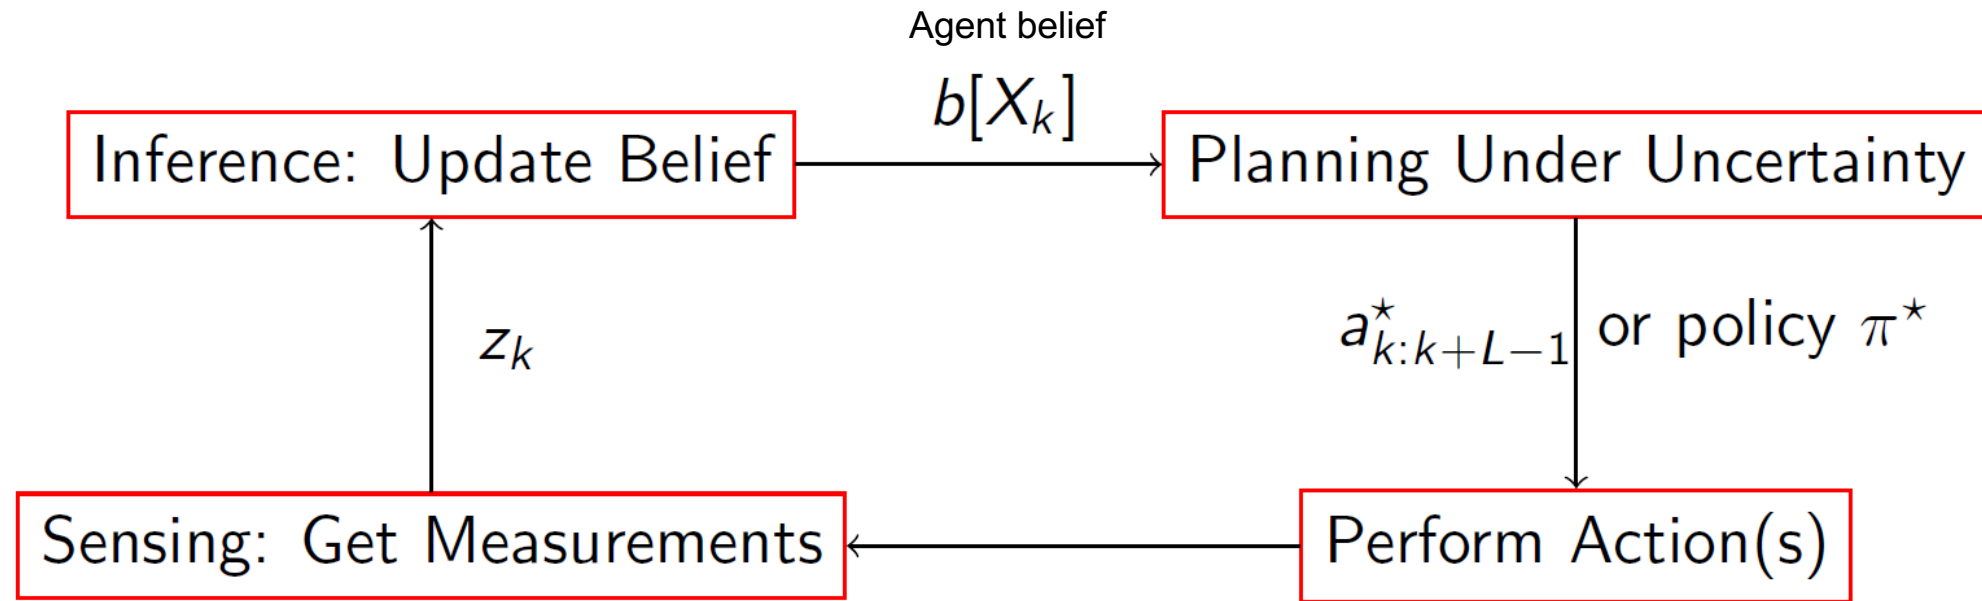 Agent belief
b[X_k]
Inference: Update Belief
Planning Under Uncertainty
z_k
a^⋆_{k:k+L−1} or policy π^⋆
Sensing: Get Measurements
Perform Action(s)